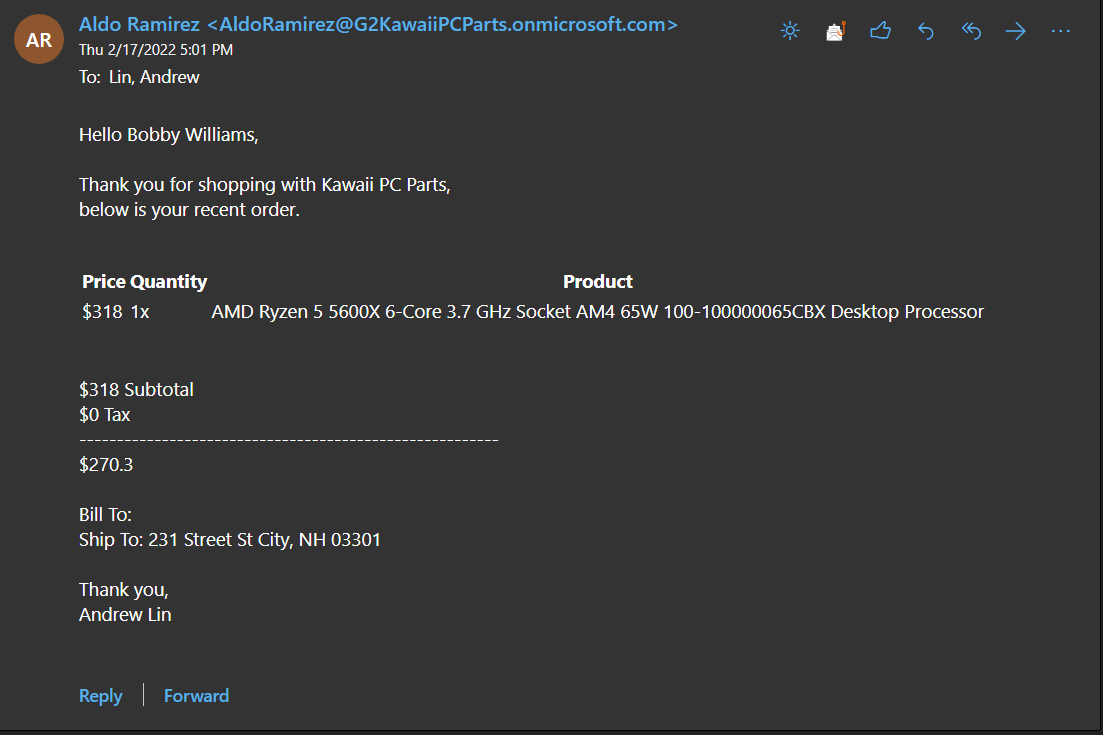 AR
Aldo Ramirez <AldoRamirez@G2KawaiiPCParts.onmicrosoft.com>
Thu 2/17/2022 5:01 PM
To: Lin, Andrew
Hello Bobby Williams,
Thank you for shopping with Kawaii PC Parts,
below is your recent order.
Price Quantity Product
$318 1x AMD Ryzen 5 5600X 6-Core 3.7 GHz Socket AM4 65W 100-100000065CBX Desktop Processor
$318 Subtotal
$0 Tax
--------------------------------------------------------
$270.3
Bill To:
Ship To: 231 Street St City, NH 03301
Thank you,
Andrew Lin
Reply Forward